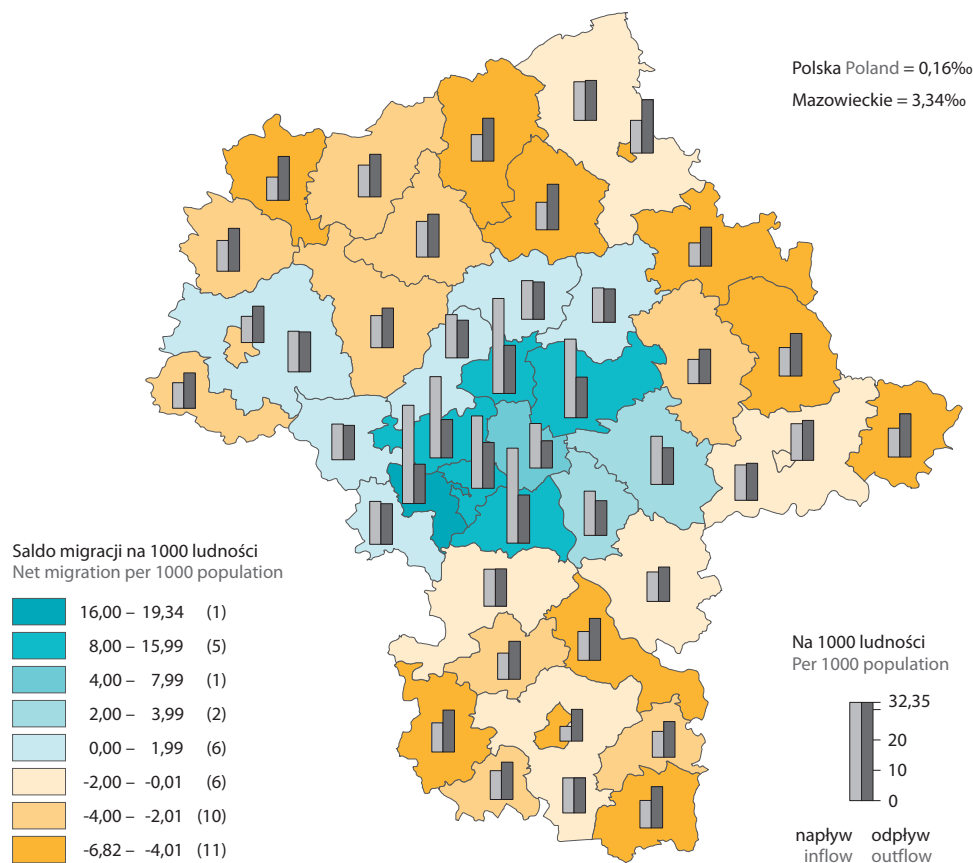 Polska Poland = 0,16‰
Mazowieckie = 3,34‰
Saldo migracji na 1000 ludności
Net migration per 1000 population
16,00 – 19,34 (1)
8,00 – 15,99 (5)
4,00 – 7,99 (1)
2,00 – 3,99 (2)
0,00 – 1,99 (6)
-2,00 – -0,01 (6)
-4,00 – -2,01 (10)
-6,82 – -4,01 (11)
Na 1000 ludności
Per 1000 population
32,35
20
10
0
napływ odpływ
inflow outflow